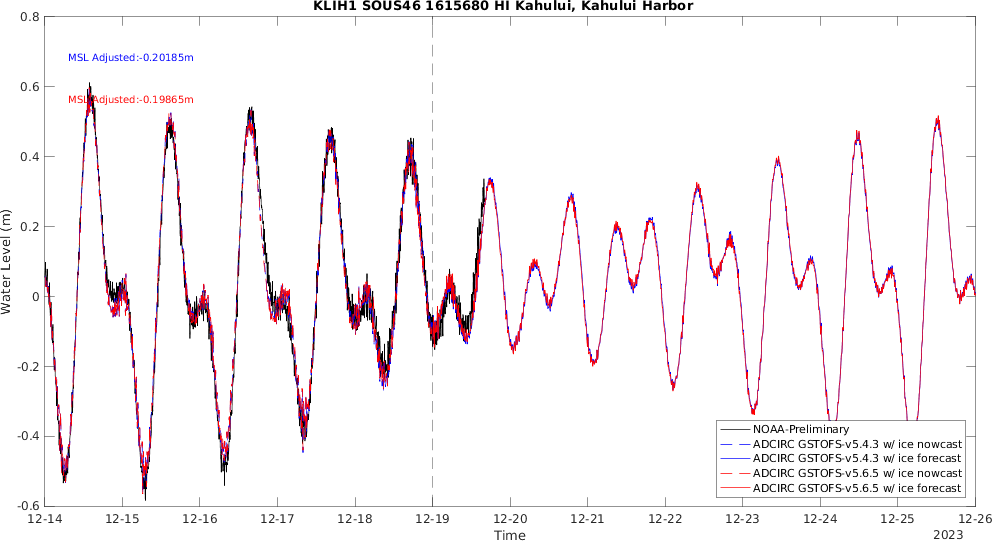 KLIH1 SOUS46 1615680 HI Kahului, Kahului Harbor
0.8
MSL Adjusted:-0.20185m
0.6
MSL Adjusted:-0.19865m
0.4
0.2
0
-0.2
-0.4
-0.6
Water Level (m)
NOAA-Preliminary
ADCIRC GSTOFS-v5.4.3 w/ ice nowcast
ADCIRC GSTOFS-v5.4.3 w/ ice forecast
ADCIRC GSTOFS-v5.6.5 w/ ice nowcast
ADCIRC GSTOFS-v5.6.5 w/ ice forecast
12-14 12-15 12-16 12-17 12-18 12-19 12-20 12-21 12-22 12-23 12-24 12-25 12-26
Time
2023